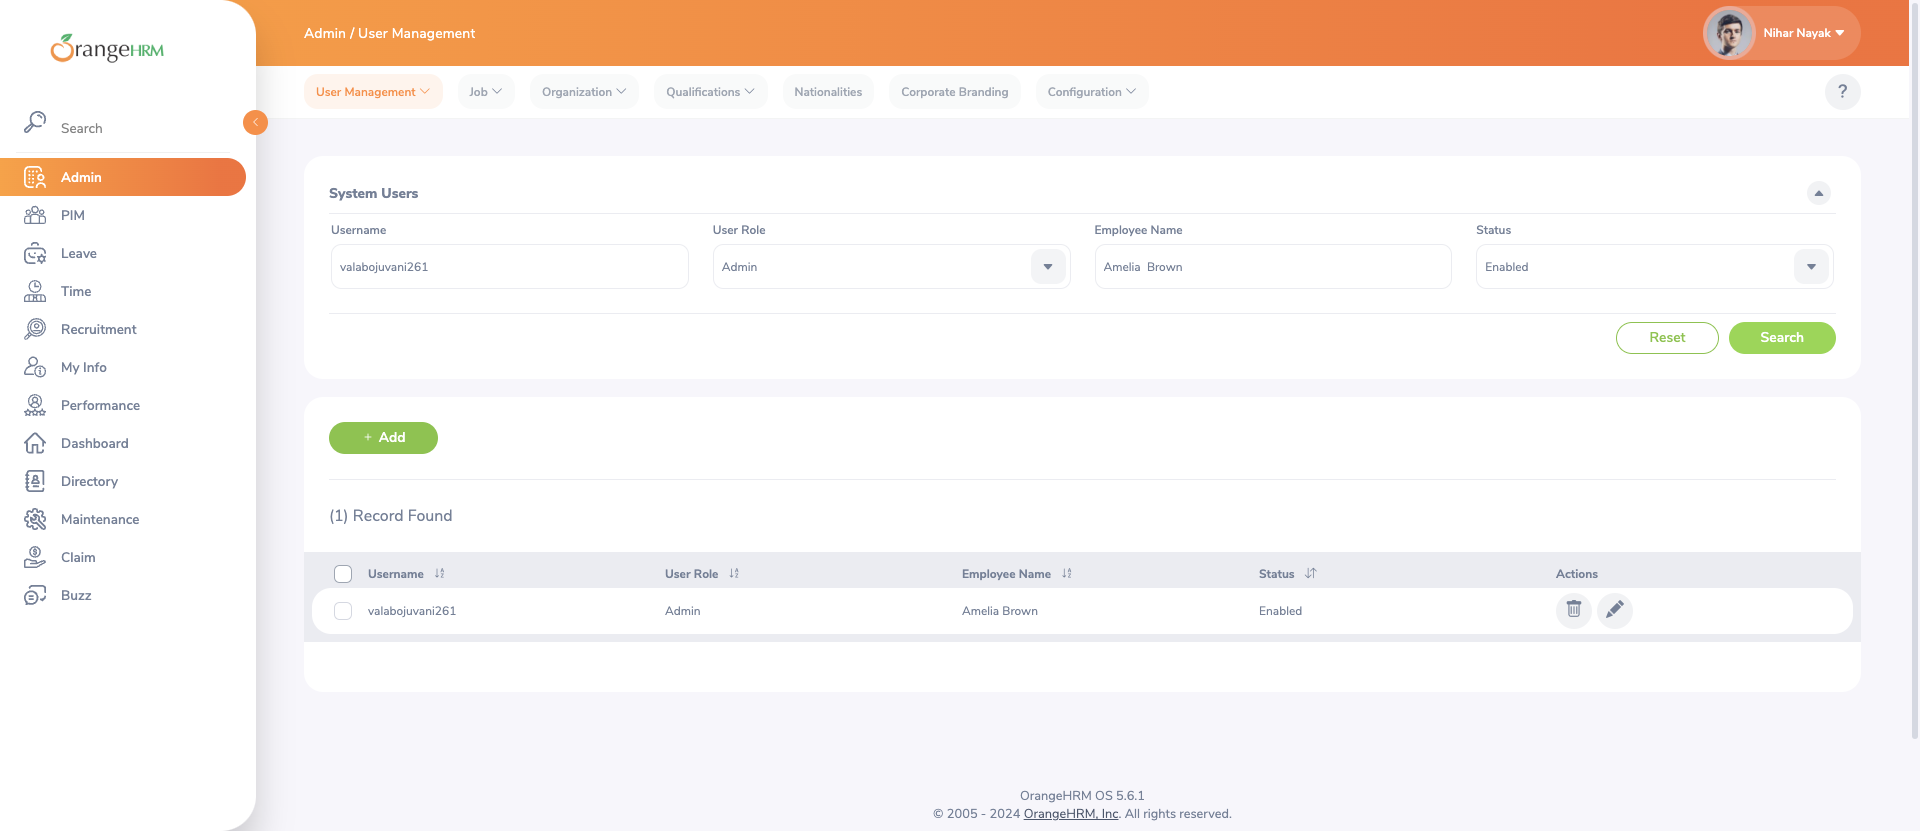 OrangeHRM
Search
Admin
PIM
Leave
Time
Recruitment
My Info
Performance
Dashboard
Directory
Maintenance
Claim
Buzz
Admin / User Management
Nihar Nayak
User Management
Job
Organization
Qualifications
Nationalities
Corporate Branding
Configuration
?
System Users
Username
User Role
Employee Name
Status
valabojuvani261
Admin
Amelia  Brown
Enabled
Reset
Search
+ Add
(1) Record Found
Username
User Role
Employee Name
Status
Actions
valabojuvani261
Admin
Amelia Brown
Enabled
OrangeHRM OS 5.6.1
© 2005 - 2024 OrangeHRM, Inc. All rights reserved.